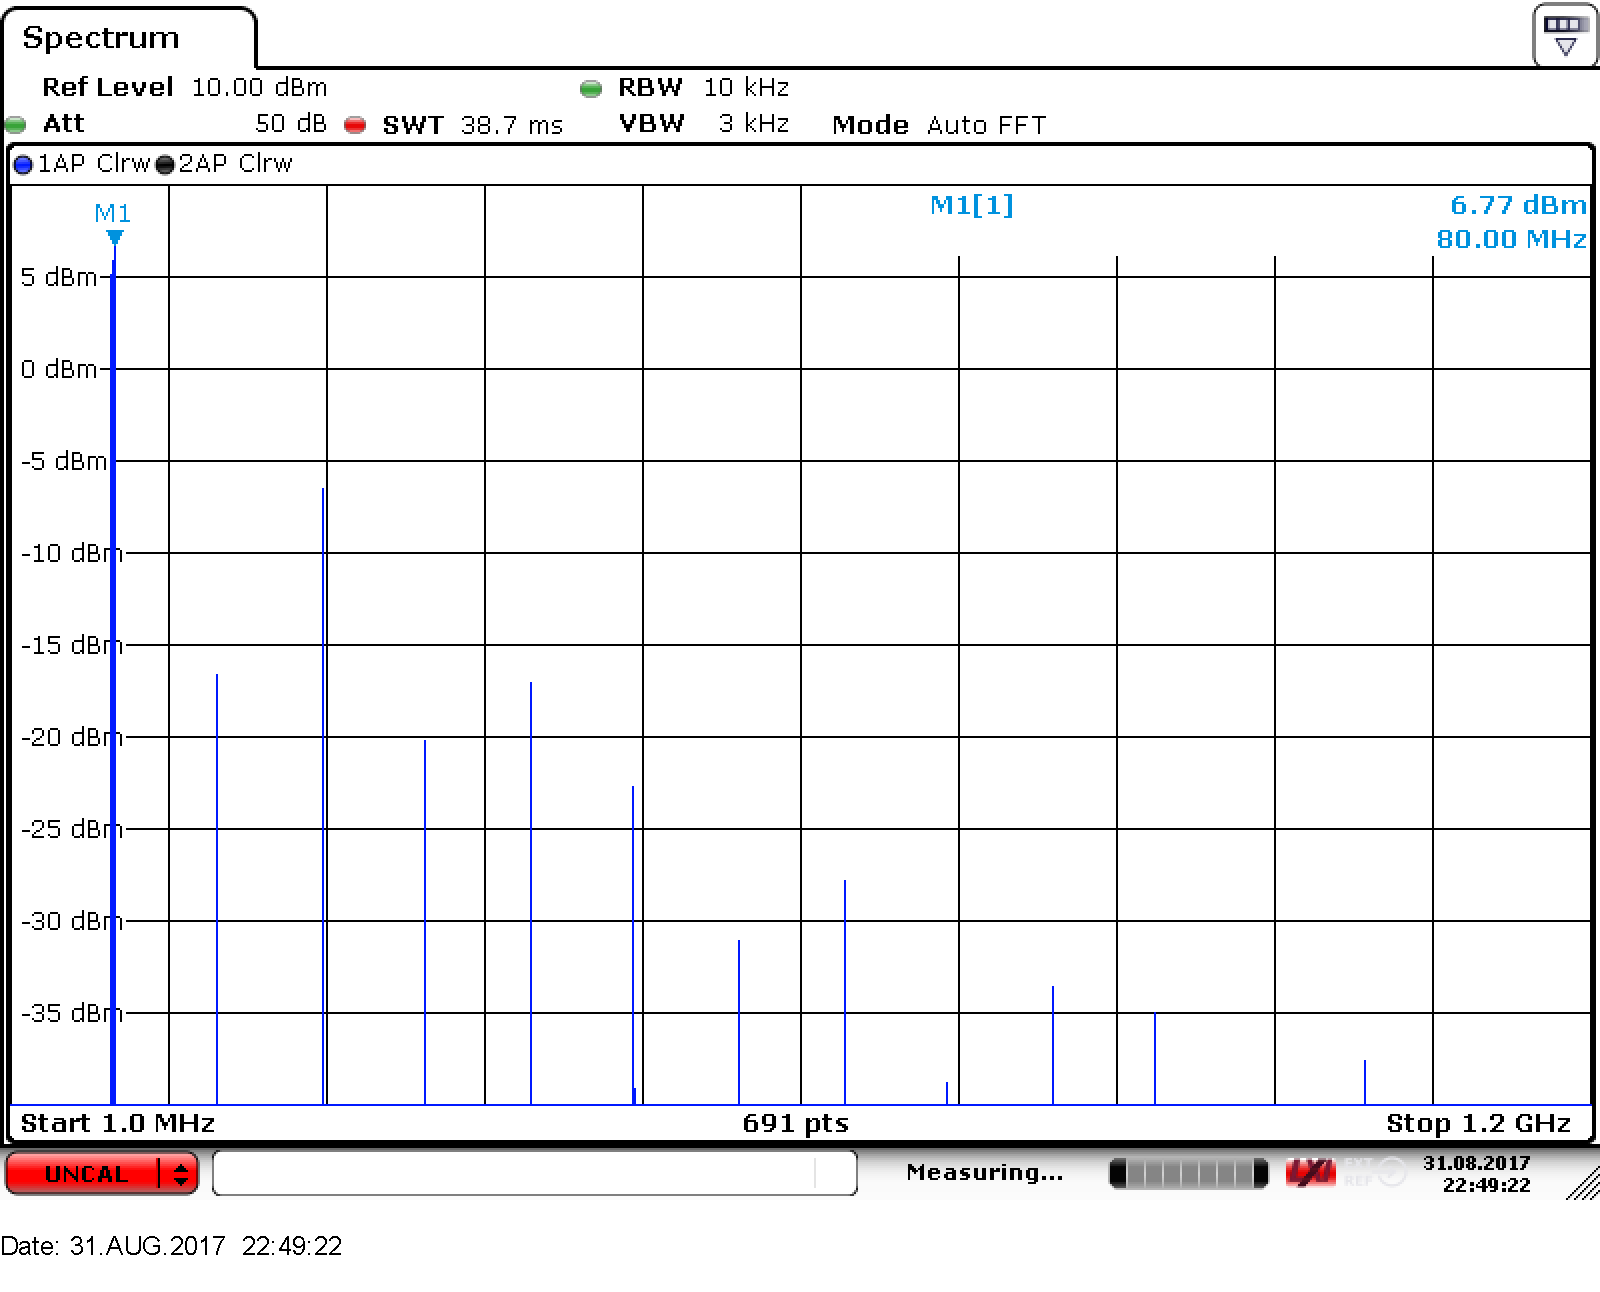 Spectrum
Ref Level 10.00 dBm RBW 10 kHz
Att 50 dB SWT 38.7 ms VBW 3 kHz Mode Auto FFT
1AP Clrw 2AP Clrw
M1[1] 6.77 dBm
M1
80.00 MHz
5 dBm
0 dBm
-5 dBm
-10 dBm
-15 dBm
-20 dBm
-25 dBm
-30 dBm
-35 dBm
Start 1.0 MHz 691 pts Stop 1.2 GHz
UNCAL Measuring... LXI EXT REF 31.08.2017
22:49:22
Date: 31.AUG.2017 22:49:22